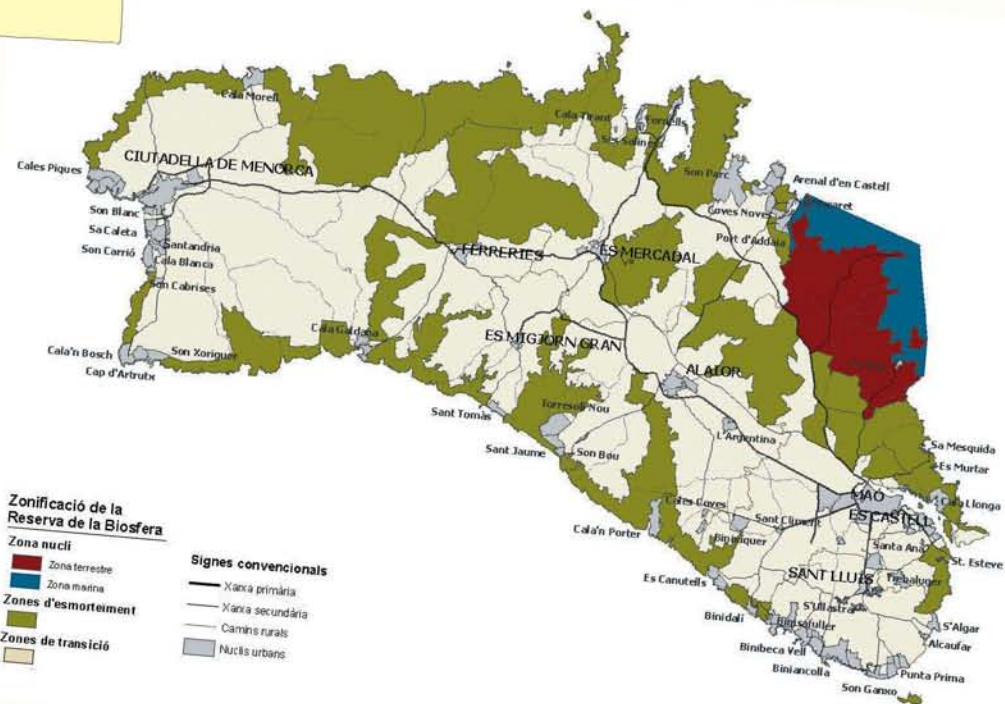 Cala Morell
Cala Tirant
Fornells
Ses Salines
Cales Piques
CIUTADELLA DE MENORCA
Son Parc
Arenal d'en Castell
Son Blanc
Coves Noves
Sa Caleta
Santandria
Port d'Addaia
Son Carrió
Cala Blanca
FERRERIES
ES MERCADAL
Son Cabrises
Cala Galdana
ES MIGJORN GRAN
Cala'n Bosch
Son Xoriguer
Cap d'Artrutx
ALAIOR
Sant Tomàs
Torresolí Nou
L'Argentina
Sa Mesquida
Sant Jaume
Son Bou
Es Murtar
MAÓ
Cala Llonga
Cales Coves
Sant Climent
ES CASTELL
Cala'n Porter
Binixiquer
Santa Ana
St. Esteve
SANT LLUÍS
Trebaluger
Es Canutells
S'Ullastrar
Binidalí
Binisafuller
S'Algar
Alcaufar
Binibeca Vell
Biniancolla
Punta Prima
Son Ganxo
Zonificació de la
Reserva de la Biosfera
Zona nucli
Zona terrestre
Zona marina
Zones d'esmorteiment
Zones de transició
Signes convencionals
Xarxa primària
Xarxa secundària
Camins rurals
Nuclis urbans